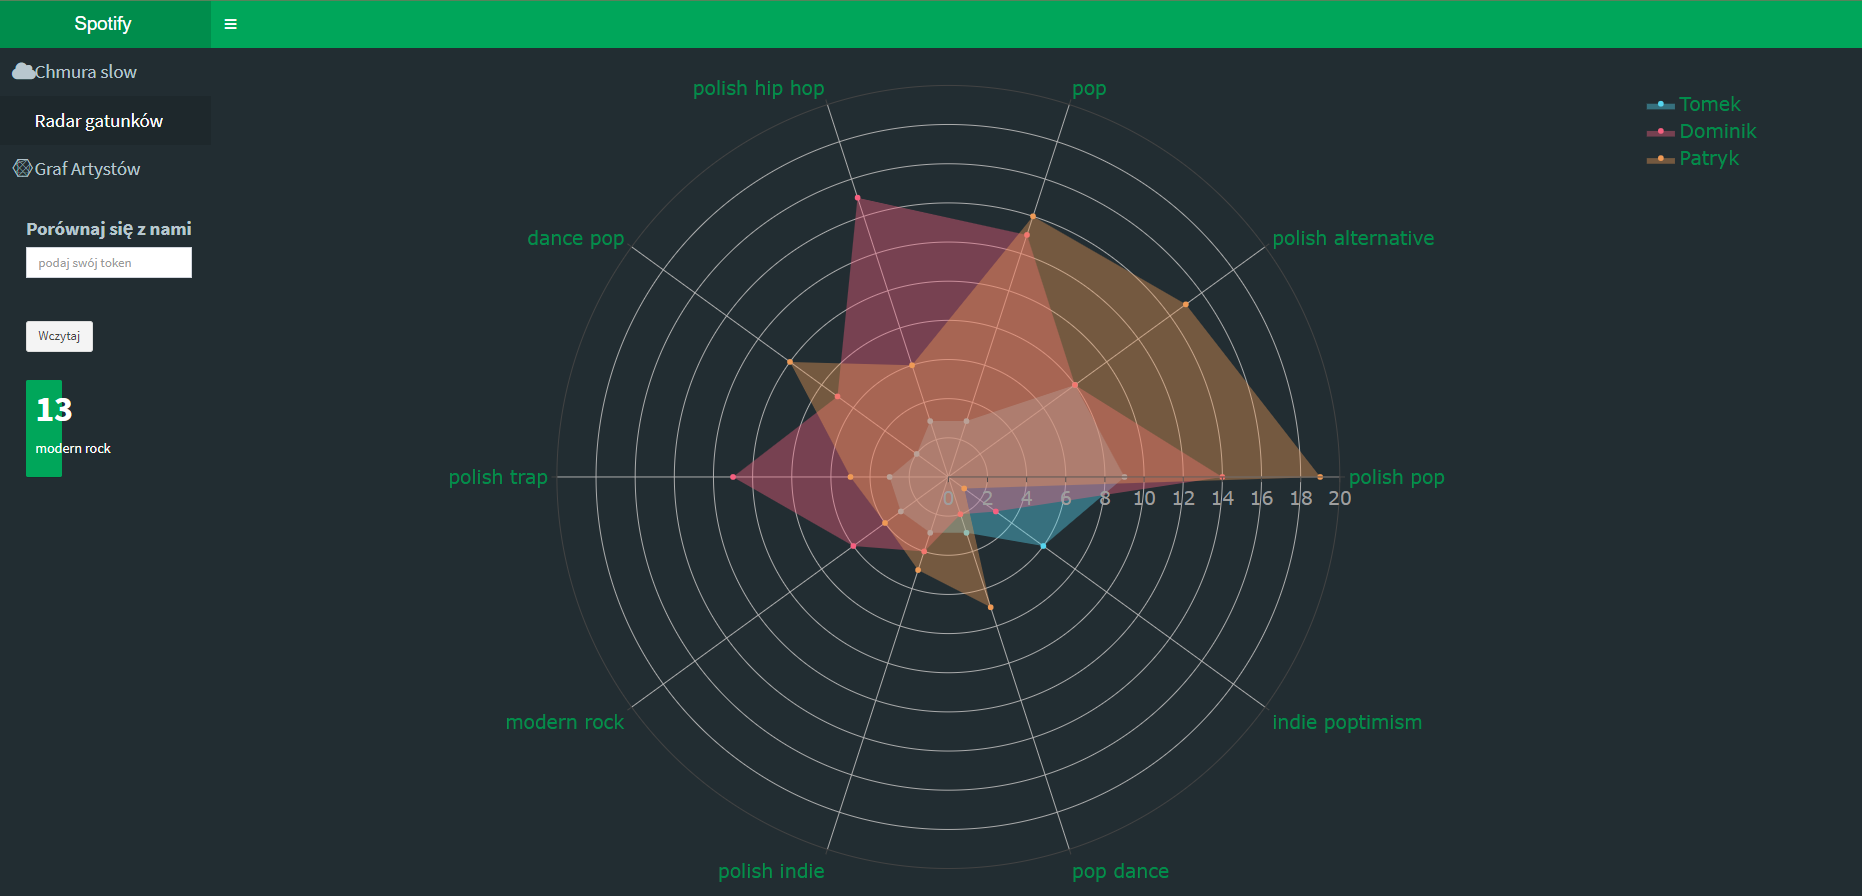 Spotify
Chmura slow
Radar gatunków
Graf Artystów
Porównaj się z nami
podaj swój token
Wczytaj
13
modern rock
polish hip hop
pop
dance pop
polish alternative
polish trap
polish pop
0 2 4 6 8 10 12 14 16 18 20
modern rock
indie poptimism
polish indie
pop dance
Tomek
Dominik
Patryk